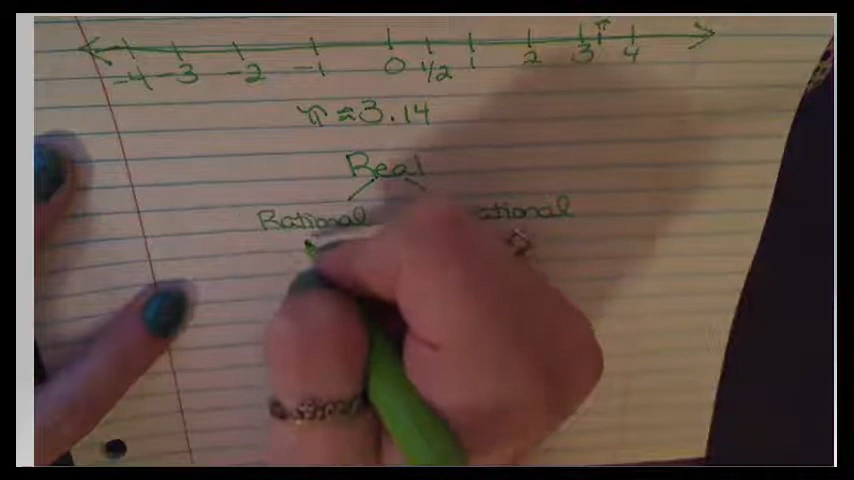 -4 -3 -2 -1 0 1/2 1 2 3 π 4
π ≈ 3.14
Real
Rational